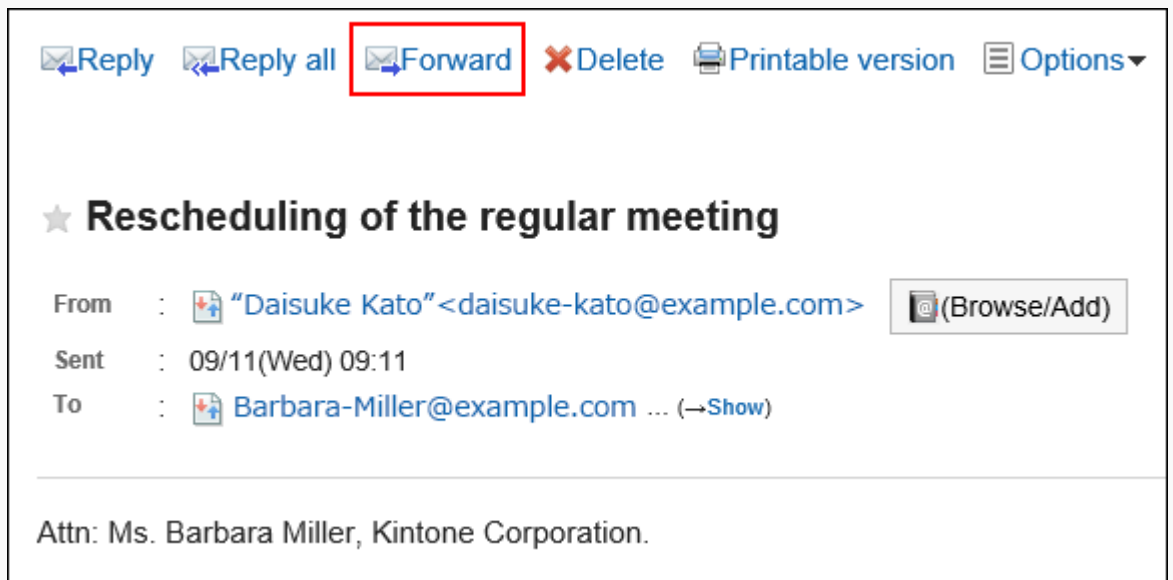 Reply Reply all Forward Delete Printable version Options
Rescheduling of the regular meeting
From : “Daisuke Kato”<daisuke-kato@example.com> @ (Browse/Add)
Sent : 09/11(Wed) 09:11
To : Barbara-Miller@example.com ... (→Show)
Attn: Ms. Barbara Miller, Kintone Corporation.